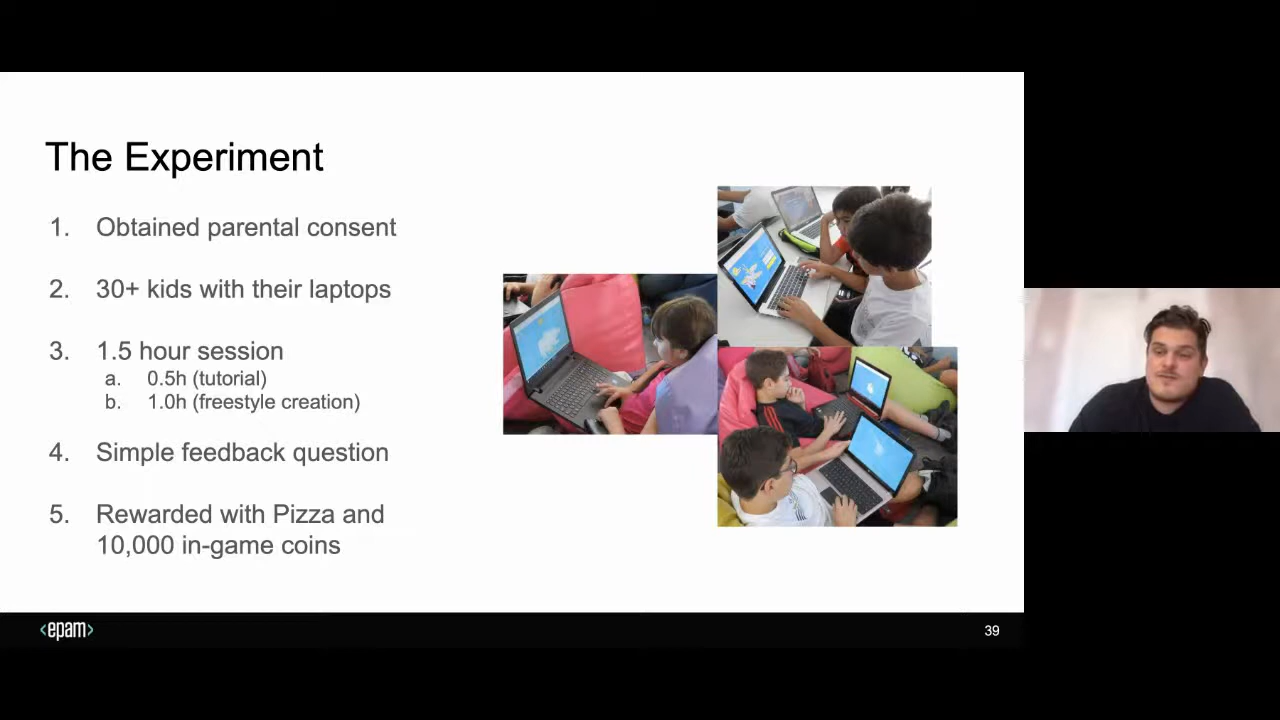 The Experiment
1. Obtained parental consent
2. 30+ kids with their laptops
3. 1.5 hour session
a. 0.5h (tutorial)
b. 1.0h (freestyle creation)
4. Simple feedback question
5. Rewarded with Pizza and
10,000 in-game coins
<epam>
39